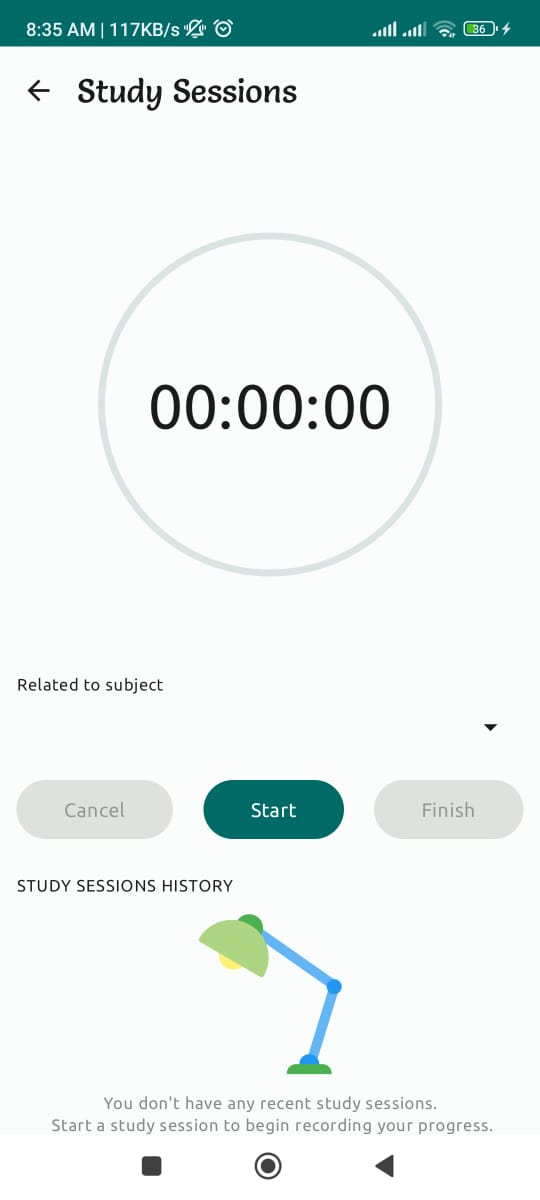 8:35 AM | 117KB/s 36
Study Sessions
00:00:00
Related to subject
Cancel Start Finish
STUDY SESSIONS HISTORY
You don't have any recent study sessions.
Start a study session to begin recording your progress.